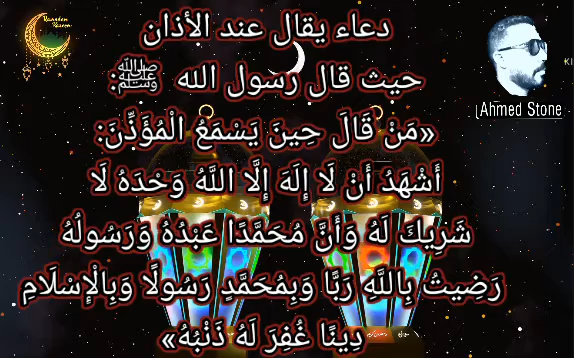 دعاء يقال عند الأذان
حيث قال رسول الله ﷺ:
«مَنْ قَالَ حِينَ يَسْمَعُ الْمُؤَذِّنَ:
أَشْهَدُ أَنْ لَا إِلَهَ إِلَّا اللَّهُ وَحْدَهُ لَا
شَرِيكَ لَهُ وَأَنَّ مُحَمَّدًا عَبْدُهُ وَرَسُولُهُ
رَضِيتُ بِاللَّهِ رَبًّا وَبِمُحَمَّدٍ رَسُولًا وَبِالْإِسْلَامِ
دِينًا غُفِرَ لَهُ ذَنْبُهُ»
Ramadan
Kareem
Ahmed Stone